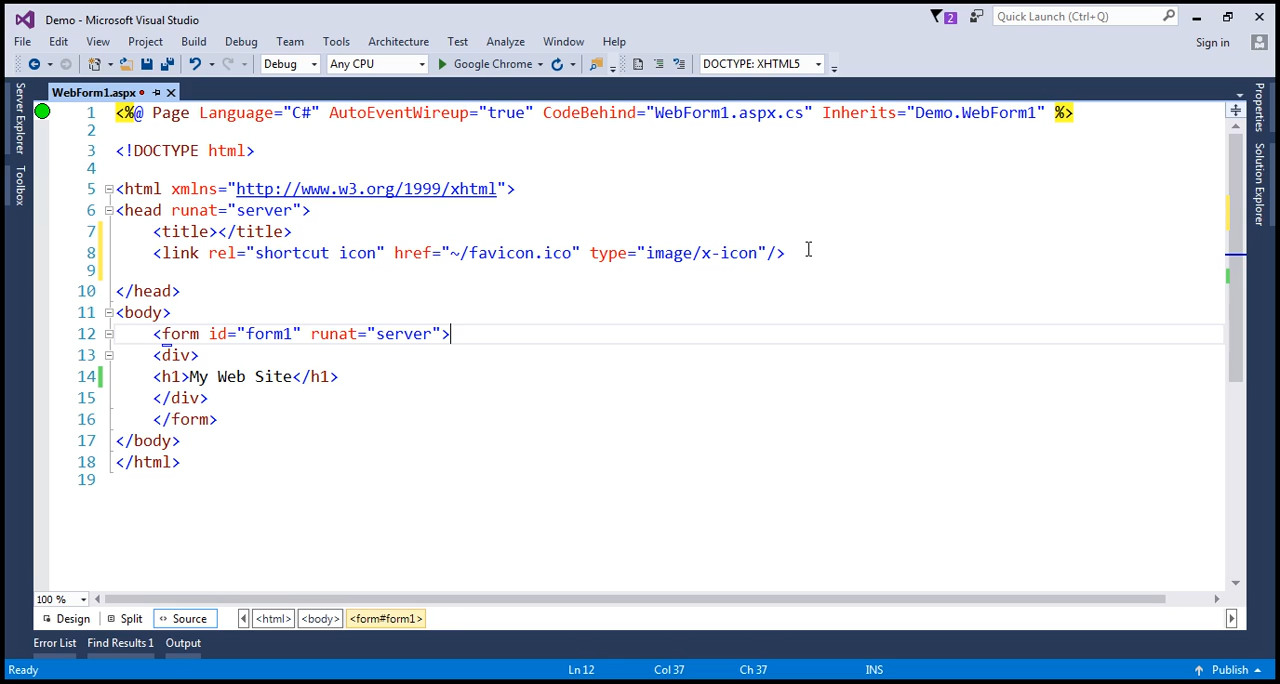 Demo - Microsoft Visual Studio
2
Quick Launch (Ctrl+Q)
File Edit View Project Build Debug Team Tools Architecture Test Analyze Window Help
Sign in
Debug Any CPU Google Chrome DOCTYPE: XHTML5
Server Explorer
Toolbox
WebForm1.aspx
Properties
Solution Explorer
1 <%@ Page Language="C#" AutoEventWireup="true" CodeBehind="WebForm1.aspx.cs" Inherits="Demo.WebForm1" %>
2
3 <!DOCTYPE html>
4
5 <html xmlns="http://www.w3.org/1999/xhtml">
6 <head runat="server">
7 <title></title>
8 <link rel="shortcut icon" href="~/favicon.ico" type="image/x-icon"/>
9
10 </head>
11 <body>
12 <form id="form1" runat="server">
13 <div>
14 <h1>My Web Site</h1>
15 </div>
16 </form>
17 </body>
18 </html>
19
100 %
Design Split Source <html> <body> <form#form1>
Error List Find Results 1 Output
Ready Ln 12 Col 37 Ch 37 INS Publish